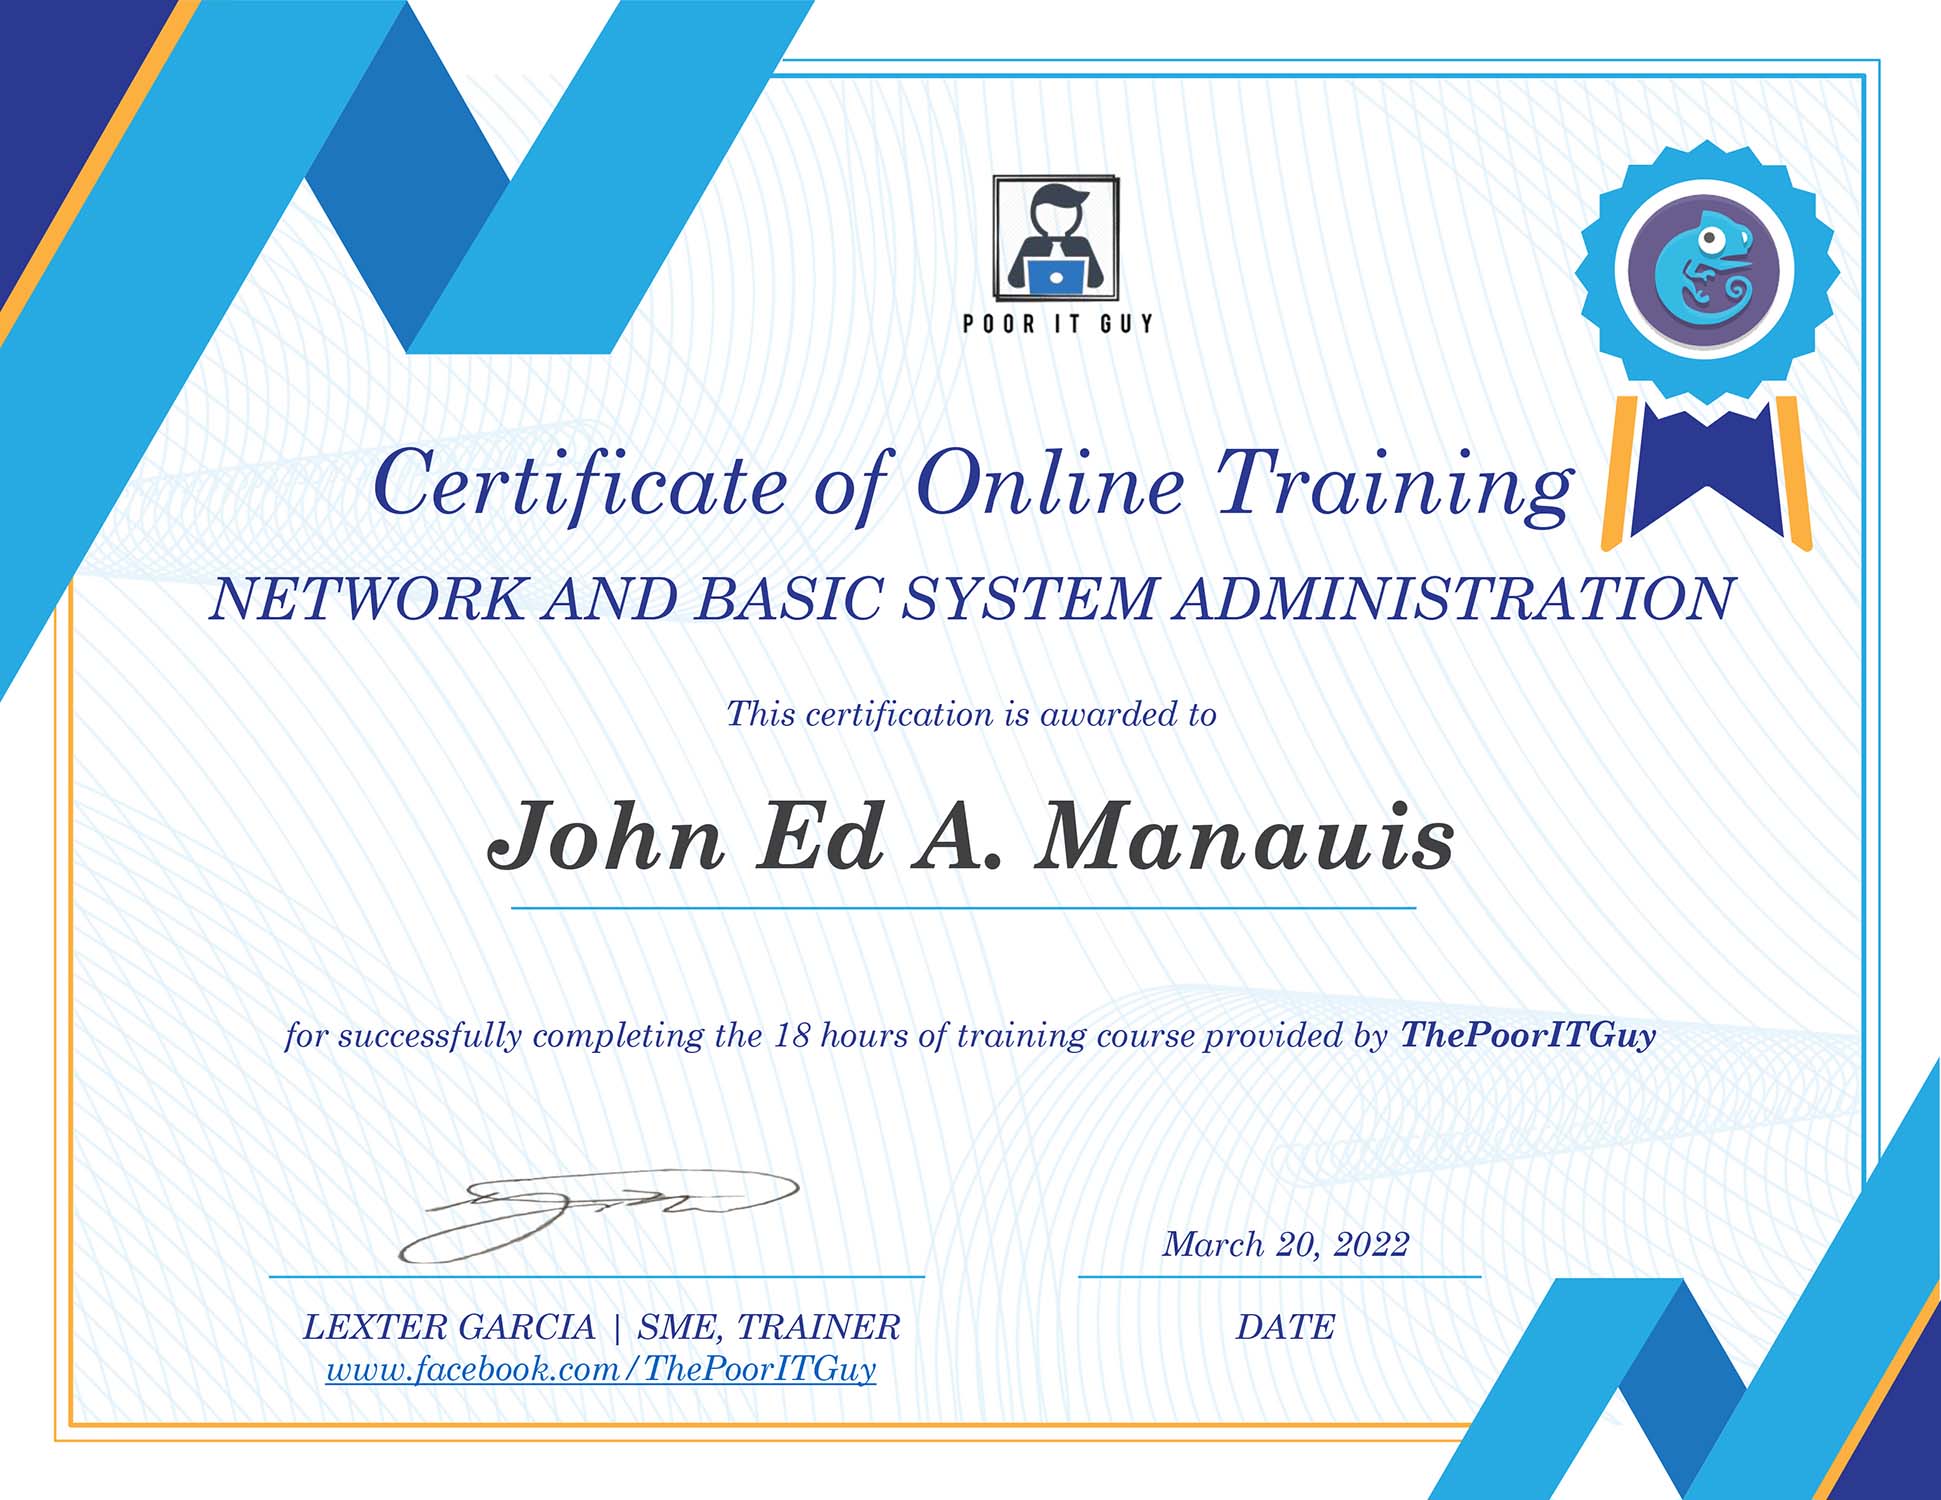 POOR IT GUY
Certificate of Online Training
NETWORK AND BASIC SYSTEM ADMINISTRATION
This certification is awarded to
John Ed A. Manauis
for successfully completing the 18 hours of training course provided by ThePoorITGuy
March 20, 2022
LEXTER GARCIA | SME, TRAINER
DATE
www.facebook.com/ThePoorITGuy